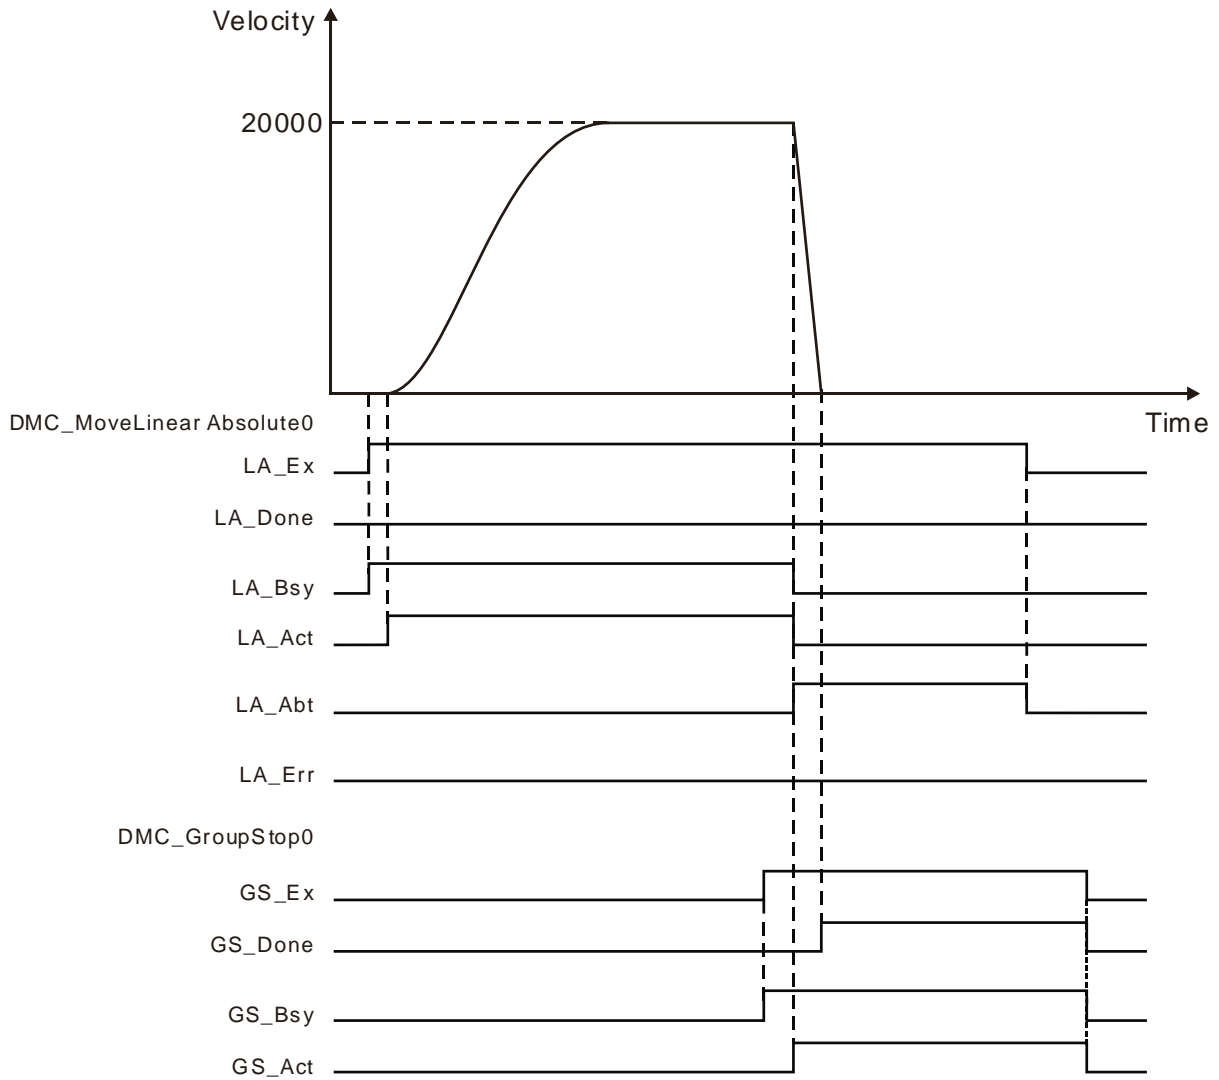 Velocity
20000
Time
DMC_MoveLinear Absolute0
LA_Ex
LA_Done
LA_Bsy
LA_Act
LA_Abt
LA_Err
DMC_GroupStop0
GS_Ex
GS_Done
GS_Bsy
GS_Act